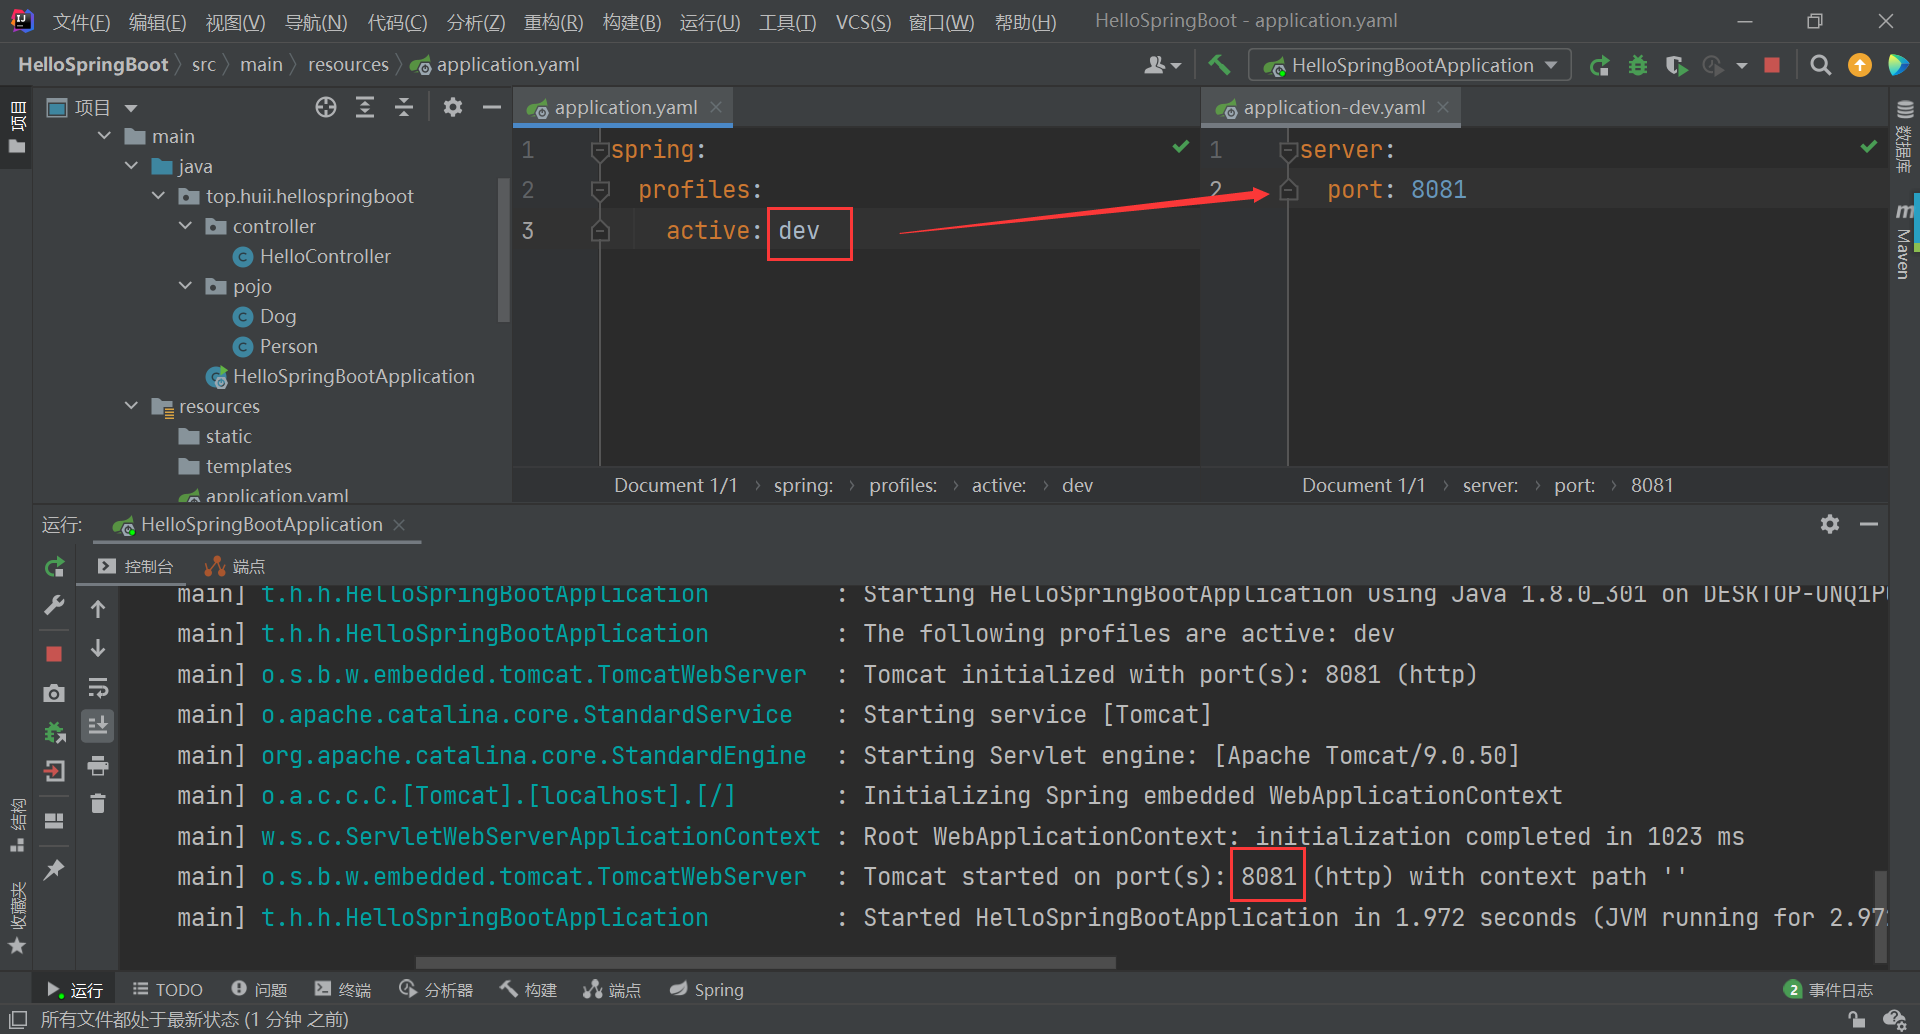 文件(F) 编辑(E) 视图(V) 导航(N) 代码(C) 分析(Z) 重构(R) 构建(B) 运行(U) 工具(T) VCS(S) 窗口(W) 帮助(H) HelloSpringBoot - application.yaml
HelloSpringBoot src main resources application.yaml HelloSpringBootApplication
项目
项目
main
java
top.huii.hellospringboot
controller
HelloController
pojo
Dog
Person
HelloSpringBootApplication
resources
static
templates
application.yaml
application.yaml
1 spring:
2 profiles:
3 active: dev
Document 1/1 › spring: › profiles: › active: › dev
application-dev.yaml
1 server:
2 port: 8081
Document 1/1 › server: › port: › 8081
数据库
Maven
运行: HelloSpringBootApplication
控制台 端点
main] t.h.h.HelloSpringBootApplication : Starting HelloSpringBootApplication using Java 1.8.0_301 on
main] t.h.h.HelloSpringBootApplication : The following profiles are active: dev
main] o.s.b.w.embedded.tomcat.TomcatWebServer : Tomcat initialized with port(s): 8081 (http)
main] o.apache.catalina.core.StandardService : Starting service [Tomcat]
main] org.apache.catalina.core.StandardEngine : Starting Servlet engine: [Apache Tomcat/9.0.50]
main] o.a.c.c.C.[Tomcat].[localhost].[/] : Initializing Spring embedded WebApplicationContext
main] w.s.c.ServletWebServerApplicationContext : Root WebApplicationContext: initialization completed in 1023 ms
main] o.s.b.w.embedded.tomcat.TomcatWebServer : Tomcat started on port(s): 8081 (http) with context path ''
main] t.h.h.HelloSpringBootApplication : Started HelloSpringBootApplication in 1.972 seconds (JVM running for 2.97
结构
收藏夹
运行 TODO 问题 终端 分析器 构建 端点 Spring 2 事件日志
所有文件都处于最新状态 (1 分钟 之前)